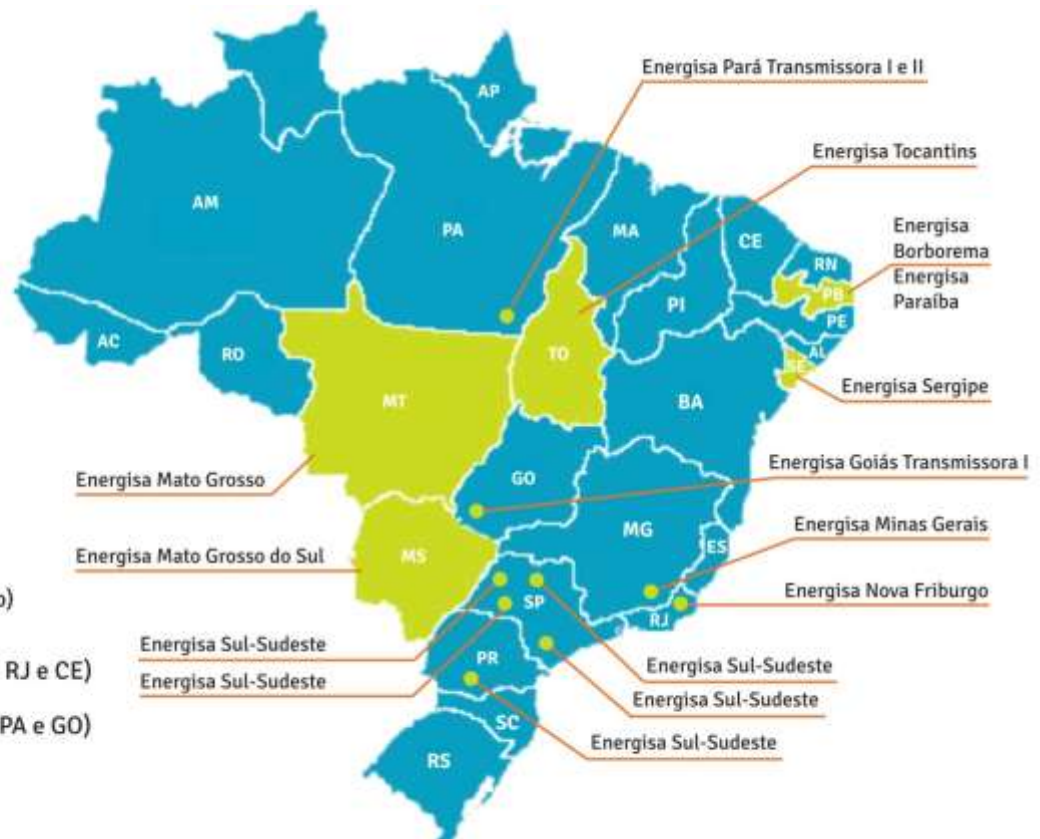 Energisa Pará Transmissora I e II
AP
Energisa Tocantins
AM
PA
MA
CE
Energisa
Borborema
RN
Energisa
Paraíba
PB
PI
PE
AC
RO
TO
AL
SE
Energisa Sergipe
MT
BA
Energisa Goiás Transmissora I
Energisa Mato Grosso
GO
Energisa Minas Gerais
MG
ES
Energisa Mato Grosso do Sul
MS
Energisa Nova Friburgo
o)
SP
RJ
Energisa Sul-Sudeste
RJ e CE)
PR
Energisa Sul-Sudeste
Energisa Sul-Sudeste
Energisa Sul-Sudeste
PA e GO)
SC
Energisa Sul-Sudeste
RS